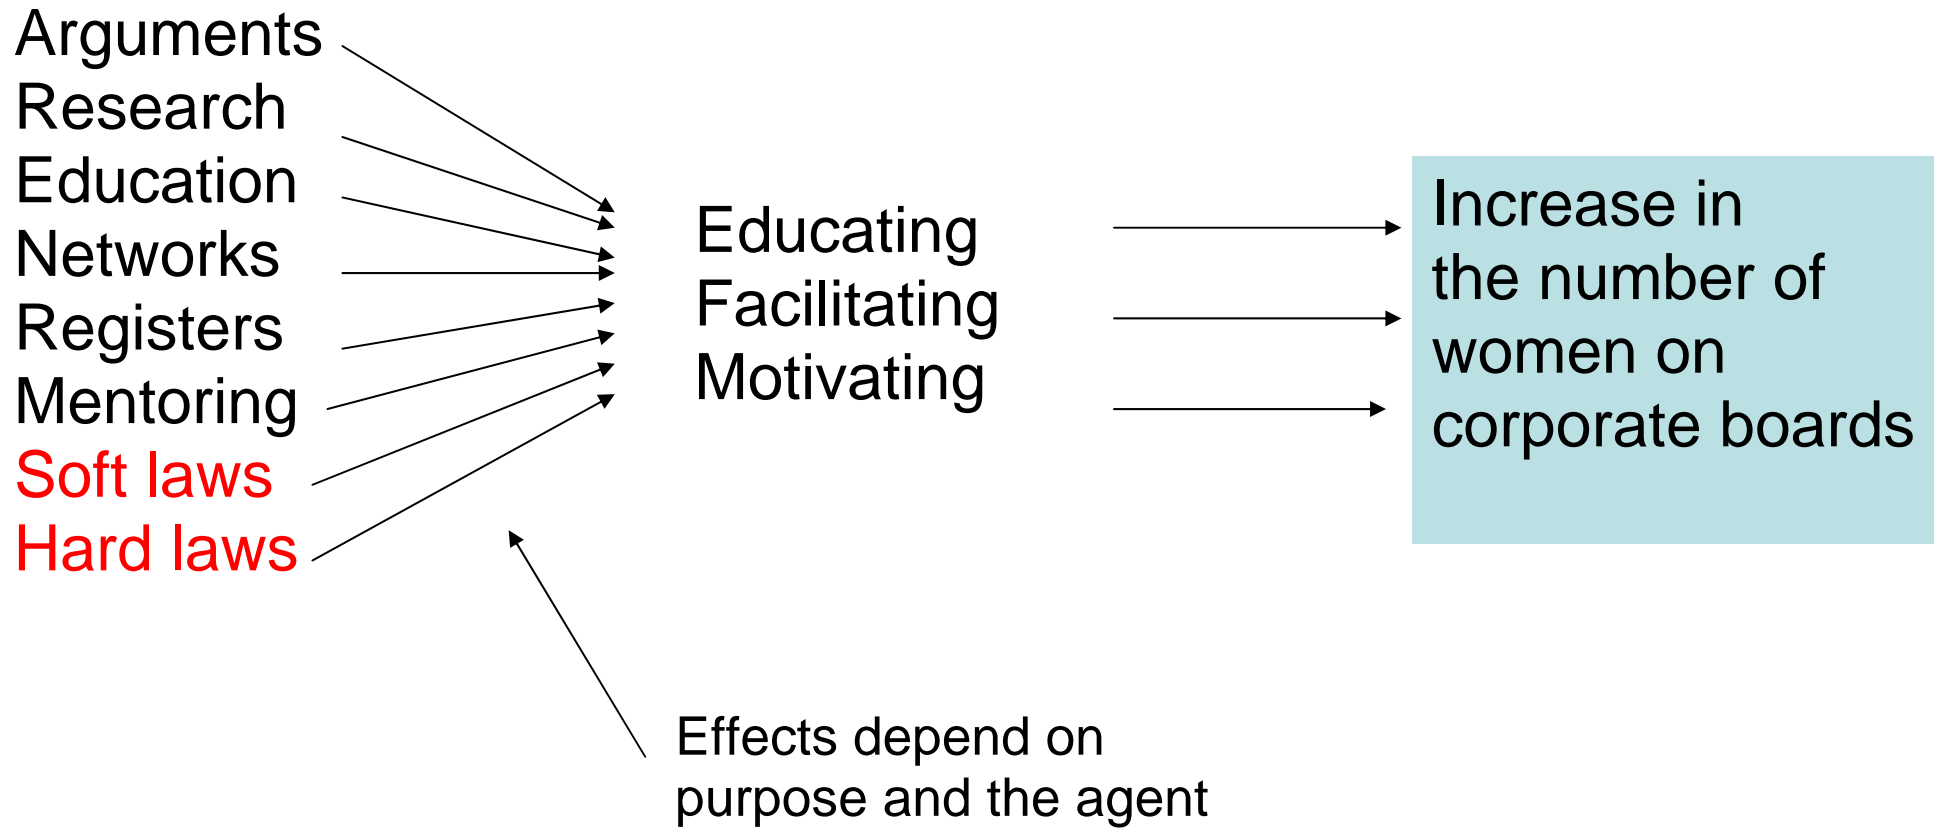 Arguments
Research
Education
Networks
Registers
Mentoring
Soft laws
Hard laws
Educating
Facilitating
Motivating
Increase in
the number of
women on
corporate boards
Effects depend on
purpose and the agent